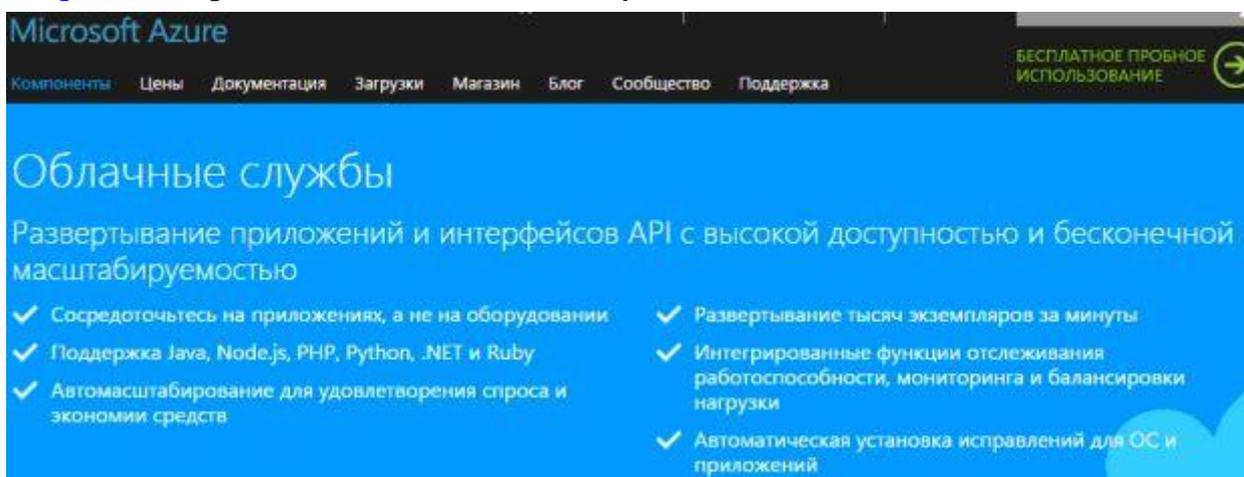 Microsoft Azure
БЕСПЛАТНОЕ ПРОБНОЕ
ИСПОЛЬЗОВАНИЕ
Компоненты Цены Документация Загрузки Магазин Блог Сообщество Поддержка
Облачные службы
Развертывание приложений и интерфейсов API с высокой доступностью и бесконечной
масштабируемостью
Сосредоточьтесь на приложениях, а не на оборудовании
Поддержка Java, Node.js, PHP, Python, .NET и Ruby
Автомасштабирование для удовлетворения спроса и
экономии средств
Развертывание тысяч экземпляров за минуты
Интегрированные функции отслеживания
работоспособности, мониторинга и балансировки
нагрузки
Автоматическая установка исправлений для ОС и
приложений